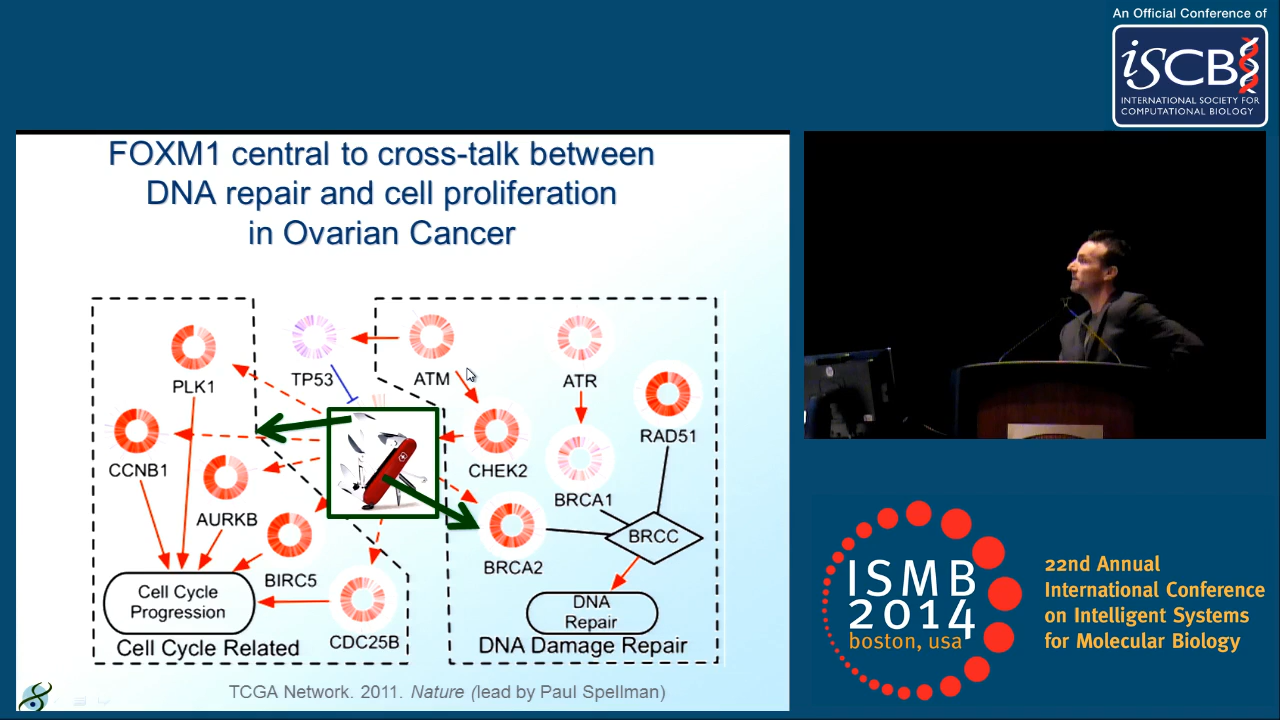 An Official Conference of
iSCB
INTERNATIONAL SOCIETY FOR
COMPUTATIONAL BIOLOGY
FOXM1 central to cross-talk between
DNA repair and cell proliferation
in Ovarian Cancer
PLK1
TP53
ATM
ATR
RAD51
CCNB1
CHEK2
AURKB
BRCA1
BRCA2
BRCC
BIRC5
CDC25B
Cell Cycle
Progression
Cell Cycle Related
DNA
Repair
DNA Damage Repair
TCGA Network. 2011. Nature (lead by Paul Spellman)
ISMB
2014
boston, usa
22nd Annual
International Conference
on Intelligent Systems
for Molecular Biology